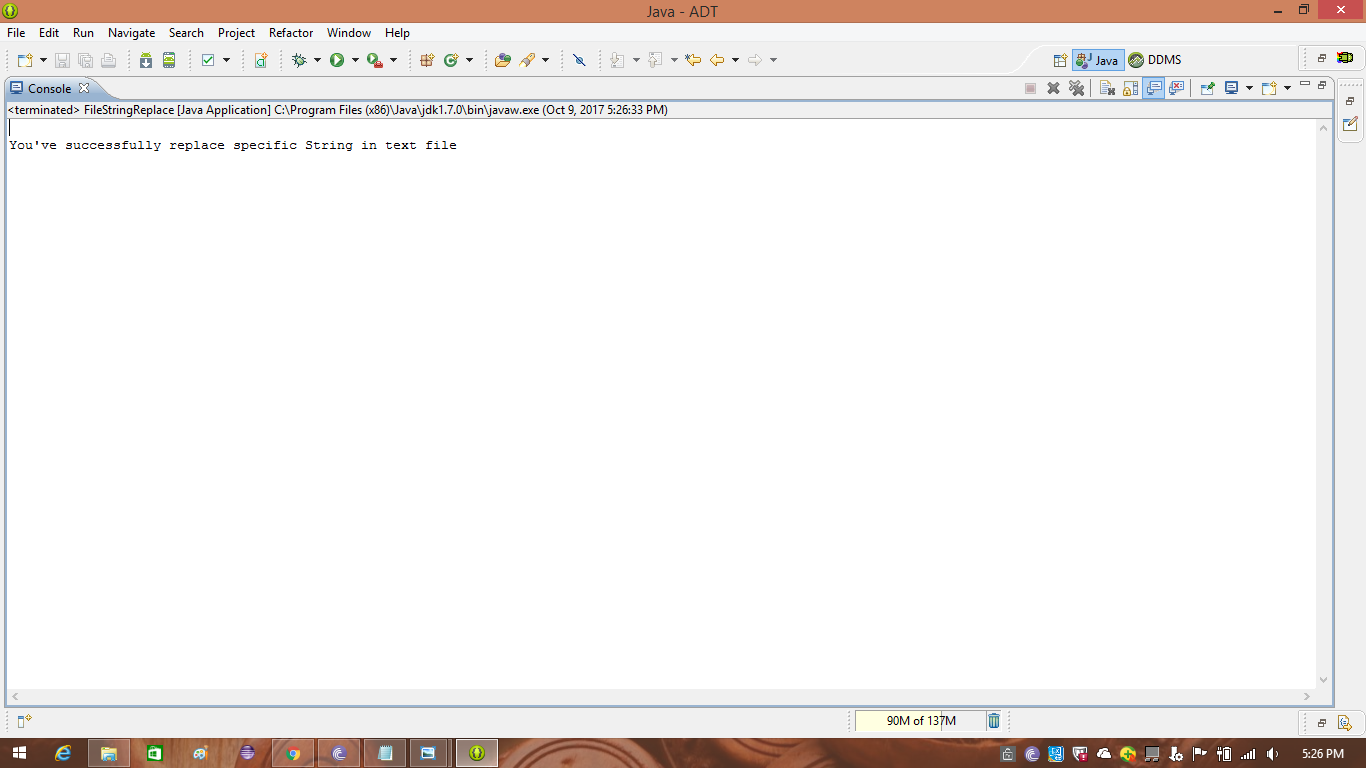 Java - ADT
File Edit Run Navigate Search Project Refactor Window Help
Java DDMS
Console
<terminated> FileStringReplace [Java Application] C:\Program Files (x86)\Java\jdk1.7.0\bin\javaw.exe (Oct 9, 2017 5:26:33 PM)
You've successfully replace specific String in text file
90M of 137M
5:26 PM